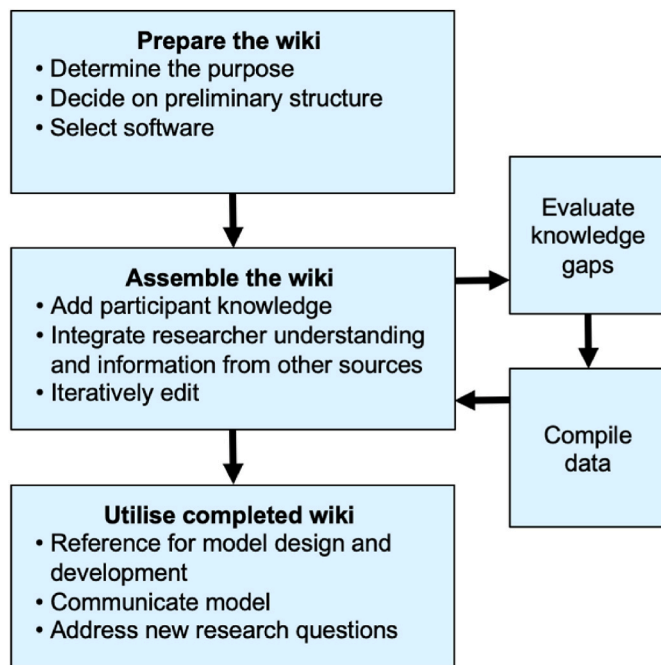 Prepare the wiki
• Determine the purpose
• Decide on preliminary structure
• Select software
Evaluate
knowledge
gaps
Assemble the wiki
• Add participant knowledge
• Integrate researcher understanding
and information from other sources
• Iteratively edit
Compile
data
Utilise completed wiki
• Reference for model design and
development
• Communicate model
• Address new research questions